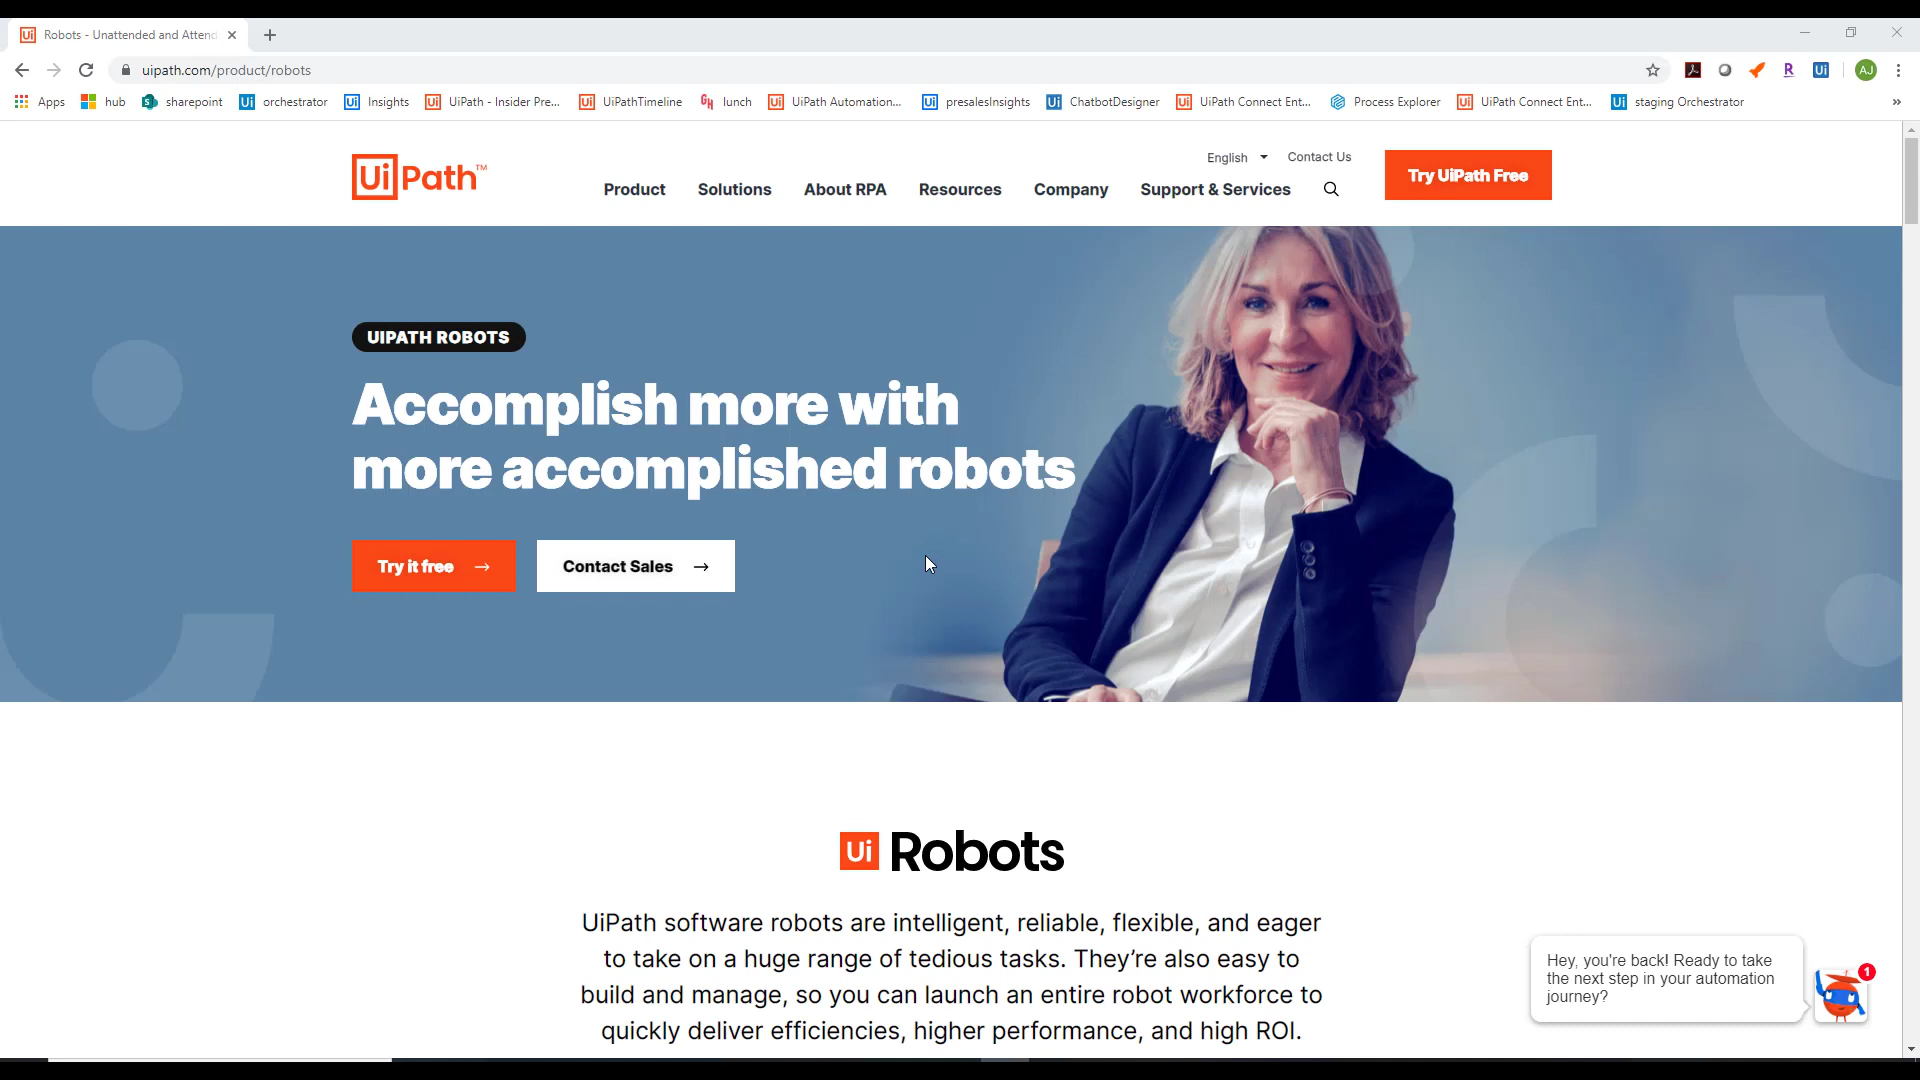 Robots - Unattended and Attend
uipath.com/product/robots
AJ
Apps hub sharepoint orchestrator Insights UiPath - Insider Pre... UiPathTimeline lunch UiPath Automation... presalesInsights ChatbotDesigner UiPath Connect Ent... Process Explorer UiPath Connect Ent... staging Orchestrator
English Contact Us
UiPath™
Product Solutions About RPA Resources Company Support & Services
Try UiPath Free
UIPATH ROBOTS
Accomplish more with
more accomplished robots
Try it free →
Contact Sales →
Ui Robots
UiPath software robots are intelligent, reliable, flexible, and eager
to take on a huge range of tedious tasks. They’re also easy to
build and manage, so you can launch an entire robot workforce to
quickly deliver efficiencies, higher performance, and high ROI.
Hey, you're back! Ready to take
the next step in your automation
journey?
1